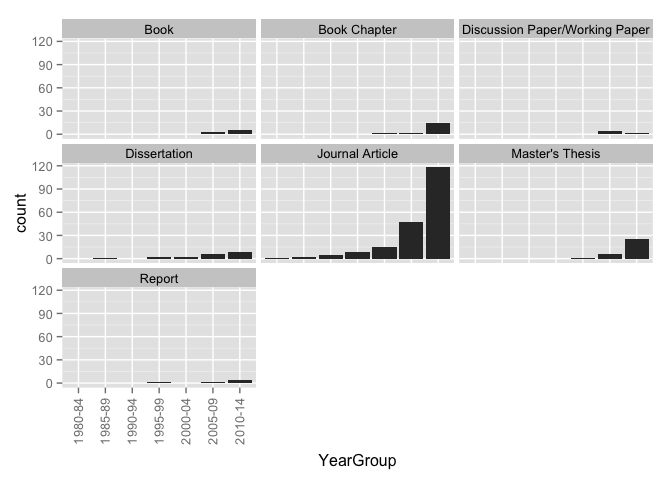 Book
Book Chapter
Discussion Paper/Working Paper
120
90
60
30
0
Dissertation
Journal Article
Master's Thesis
120
90
60
30
0
count
Report
120
90
60
30
0
1980-84
1985-89
1990-94
1995-99
2000-04
2005-09
2010-14
YearGroup